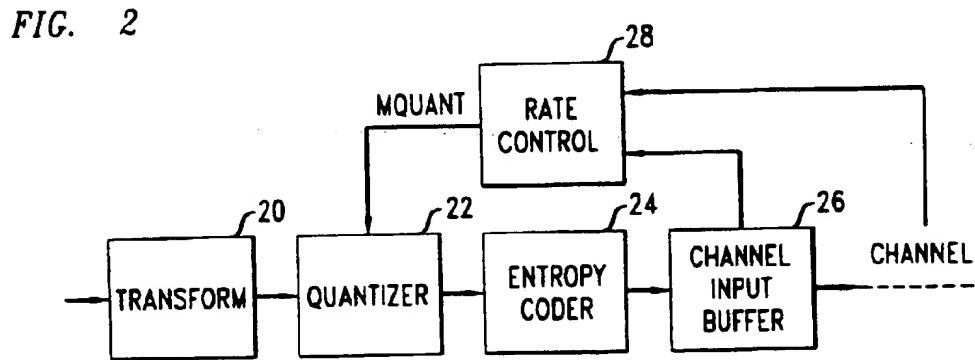 FIG. 2
28
MQUANT
RATE
CONTROL
20
22
24
26
TRANSFORM
QUANTIZER
ENTROPY
CODER
CHANNEL
INPUT
BUFFER
CHANNEL